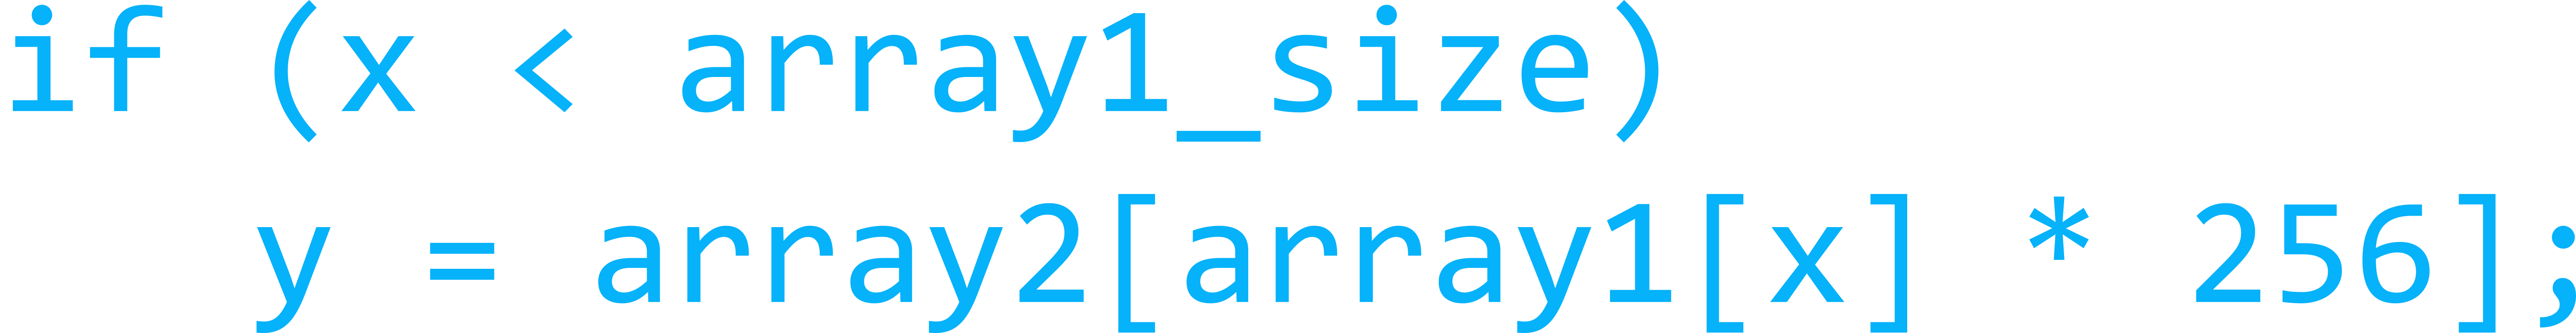 if (x < array1_size)
   y = array2[array1[x] * 256];